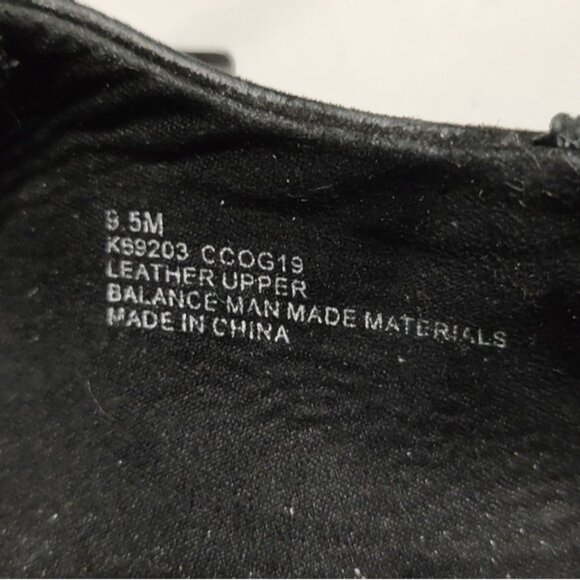 9.5M
K69203 CCOG19
LEATHER UPPER
BALANCE MAN MADE MATERIALS
MADE IN CHINA